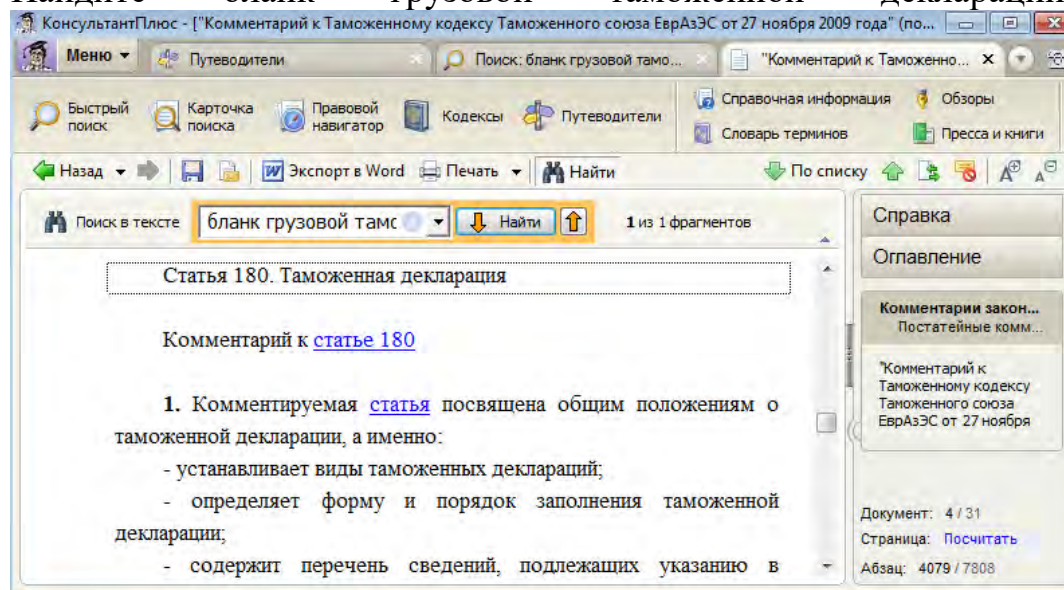 Найдите бланк грузовой таможенной декларации
КонсультантПлюс - ["Комментарий к Таможенному кодексу Таможенного союза ЕврАзЭС от 27 ноября 2009 года" (по...
Меню Путеводители Поиск: бланк грузовой тамо... "Комментарий к Таможенно...
Быстрый поиск Карточка поиска Правовой навигатор Кодексы Путеводители Справочная информация Обзоры
Словарь терминов Пресса и книги
Назад Экспорт в Word Печать Найти По списку
Поиск в тексте бланк грузовой тамс Найти 1 из 1 фрагментов
Справка
Оглавление
Статья 180. Таможенная декларация
Комментарий к статье 180
1. Комментируемая статья посвящена общим положениям о
таможенной декларации, а именно:
- устанавливает виды таможенных деклараций;
- определяет форму и порядок заполнения таможенной
декларации;
- содержит перечень сведений, подлежащих указанию в
Комментарии закон...
Постатейные комм...
"Комментарий к
Таможенному кодексу
Таможенного союза
ЕврАзЭС от 27 ноября
Документ: 4 / 31
Страница: Посчитать
Абзац: 4079 / 7808